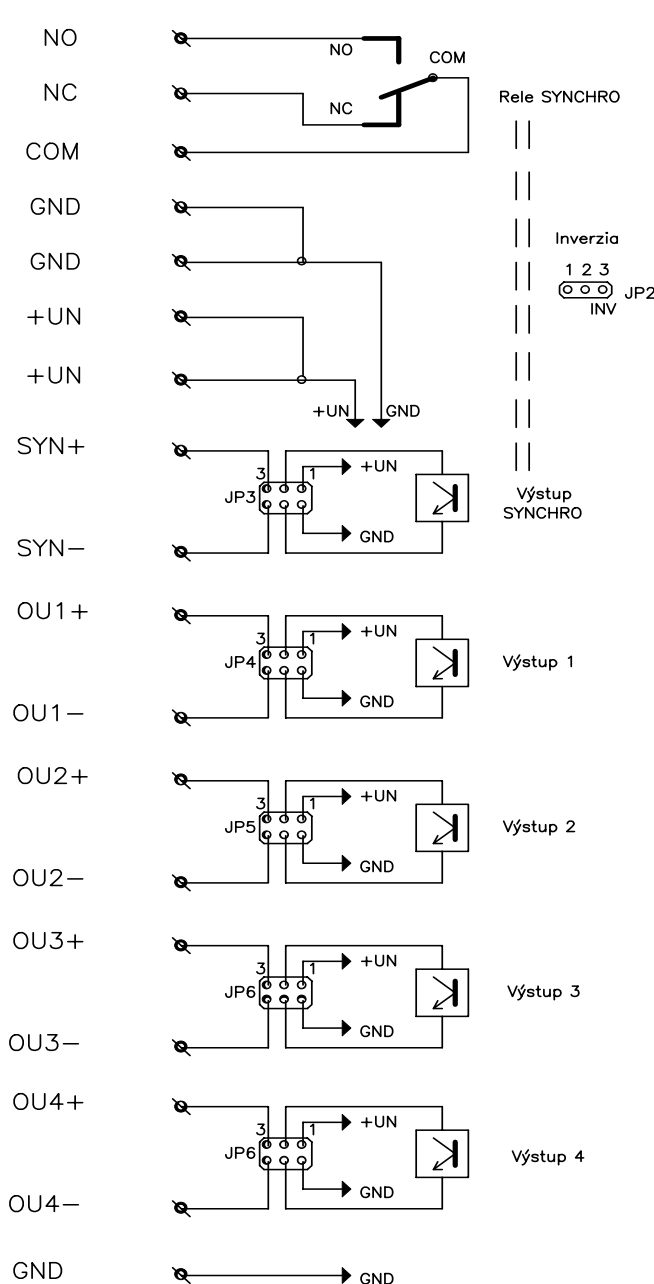 NO
NO
COM
NC
NC
Rele SYNCHRO
COM
GND
Inverzia
GND
1 2 3
JP2
INV
+UN
+UN
+UN
GND
SYN+
3
1
+UN
JP3
GND
Výstup
SYNCHRO
SYN−
OU1+
3
1
+UN
JP4
Výstup 1
GND
OU1−
OU2+
3
1
+UN
JP5
Výstup 2
GND
OU2−
OU3+
3
1
+UN
JP6
Výstup 3
GND
OU3−
OU4+
3
1
+UN
JP6
Výstup 4
GND
OU4−
GND
GND